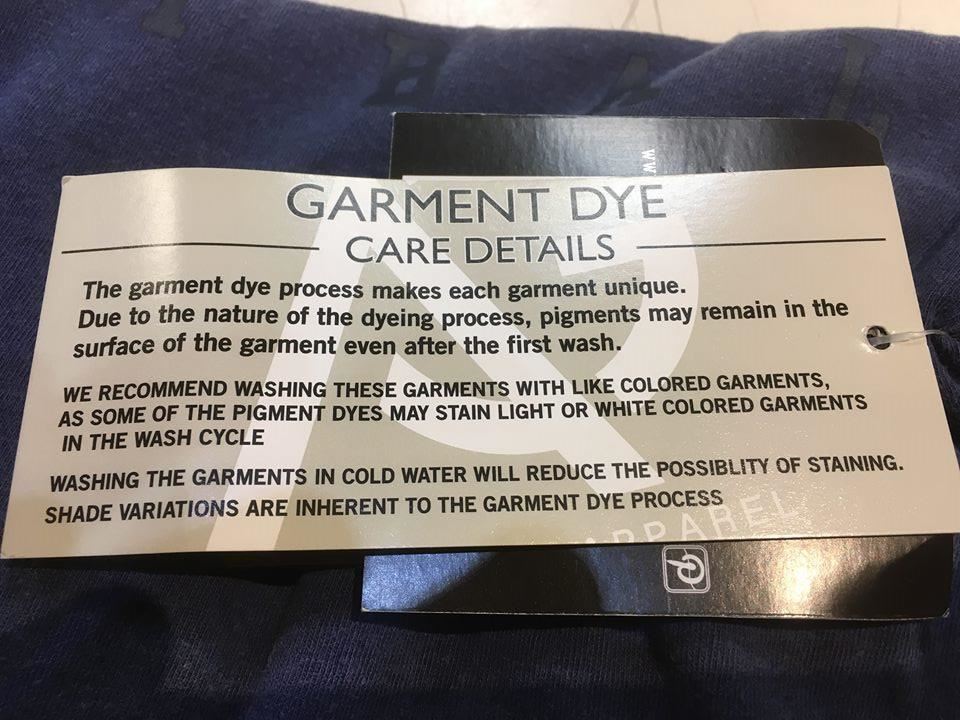 WW
GARMENT DYE
CARE DETAILS
The garment dye process makes each garment unique.
Due to the nature of the dyeing process, pigments may remain in the
surface of the garment even after the first wash.
WE RECOMMEND WASHING THESE GARMENTS WITH LIKE COLORED GARMENTS,
AS SOME OF THE PIGMENT DYES MAY STAIN LIGHT OR WHITE COLORED GARMENTS
IN THE WASH CYCLE
WASHING THE GARMENTS IN COLD WATER WILL REDUCE THE POSSIBLITY OF STAINING.
SHADE VARIATIONS ARE INHERENT TO THE GARMENT DYE PROCESS
APPAREL